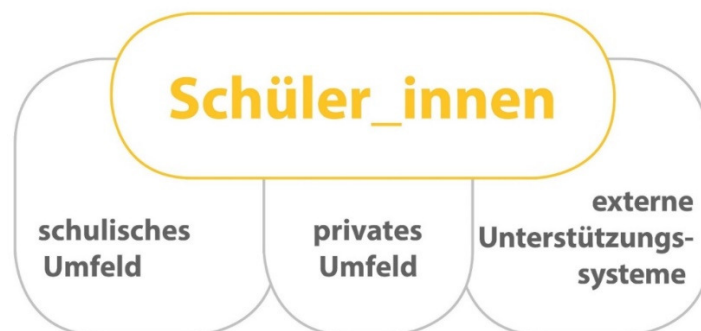 Schüler_innen
schulisches
Umfeld
privates
Umfeld
externe
Unterstützungs-
systeme